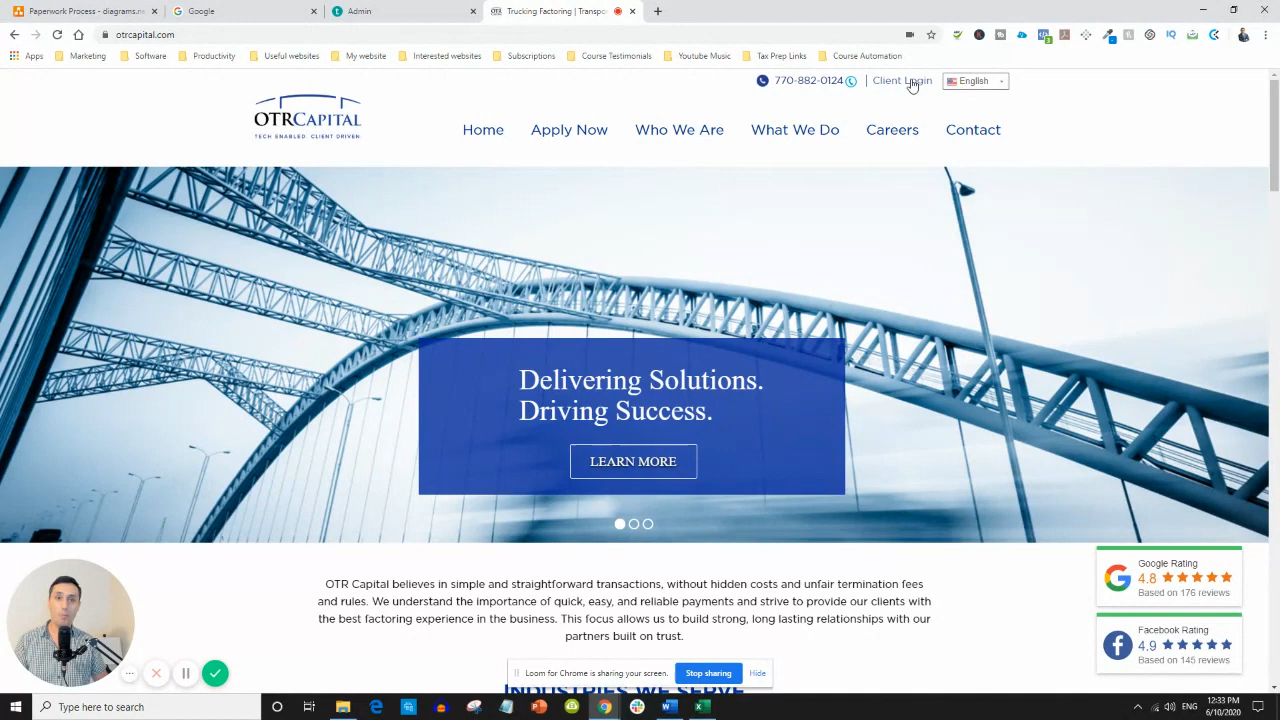 Paperwork Process - diagrams.ne
Google
Admin
Trucking Factoring | Transpo
otrcapital.com
Apps
Marketing
Software
Productivity
Useful websites
My website
Interested websites
Subscriptions
Course Testimonials
Youtube Music
Tax Prep Links
Course Automation
770-882-0124
Client Login
English
OTRCAPITAL
TECH ENABLED. CLIENT DRIVEN.
Home
Apply Now
Who We Are
What We Do
Careers
Contact
Delivering Solutions.
Driving Success.
LEARN MORE
OTR Capital believes in simple and straightforward transactions, without hidden costs and unfair termination fees
and rules. We understand the importance of quick, easy, and reliable payments and strive to provide our clients with
the best factoring experience in the business. This focus allows us to build strong, long lasting relationships with our
partners built on trust.
Google Rating
4.8
Based on 176 reviews
Facebook Rating
4.9
Based on 145 reviews
Loom for Chrome is sharing your screen.
Stop sharing
Hide
INDUSTRIES WE SERVE
Type here to search
ENG
12:33 PM
6/10/2020